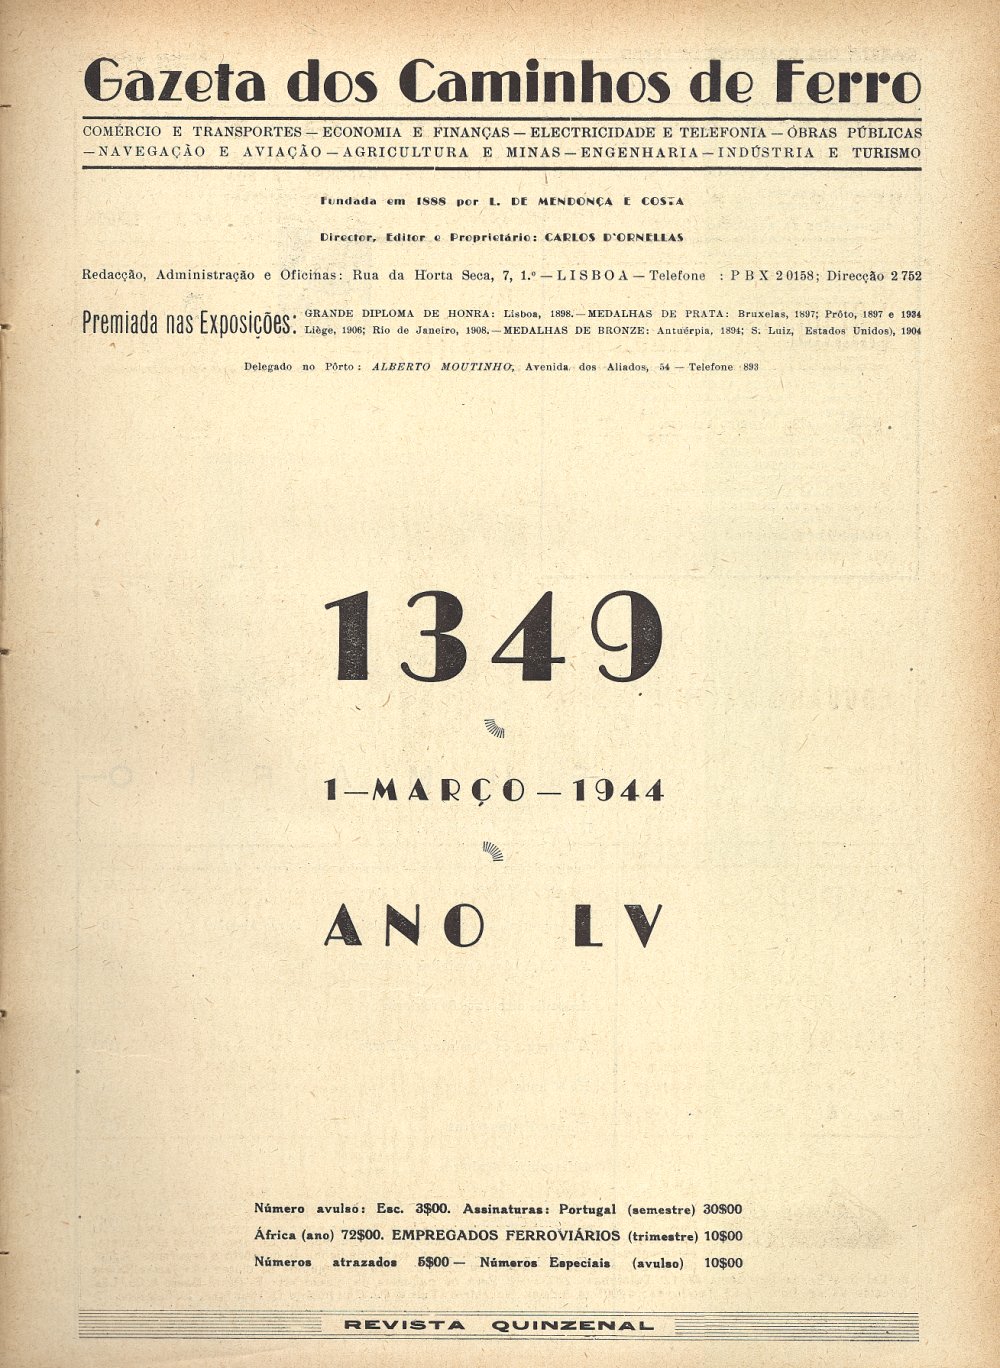 Gazeta dos Caminhos de Ferro
COMÉRCIO E TRANSPORTES — ECONOMIA E FINANÇAS — ELECTRICIDADE E TELEFONIA — OBRAS PÚBLICAS
— NAVEGAÇÃO E AVIAÇÃO — AGRICULTURA E MINAS — ENGENHARIA — INDÚSTRIA E TURISMO
Fundada em 1888 por L. DE MENDONÇA E COSTA
Director, Editor e Proprietário: CARLOS D'ORNELLAS
Redacção, Administração e Oficinas: Rua da Horta Seca, 7, 1.º — LISBOA — Telefone : PBX 20158; Direcção 2752
Premiada nas Exposições:
GRANDE DIPLOMA DE HONRA: Lisboa, 1898. — MEDALHAS DE PRATA: Bruxelas, 1897; Prôto, 1897 e 1934
Liège, 1906; Rio de Janeiro, 1908. — MEDALHAS DE BRONZE: Antuérpia, 1894; S. Luiz, Estados Unidos), 1904
Delegado no Pôrto: ALBERTO MOUTINHO, Avenida dos Aliados, 54 — Telefone 893
1349
1 — MARÇO — 1944
ANO LV
Número avulso: Esc. 3$00. Assinaturas: Portugal (semestre) 30$00
África (ano) 72$00. EMPREGADOS FERROVIÁRIOS (trimestre) 10$00
Números atrazados 5$00 — Números Especiais (avulso) 10$00
REVISTA QUINZENAL